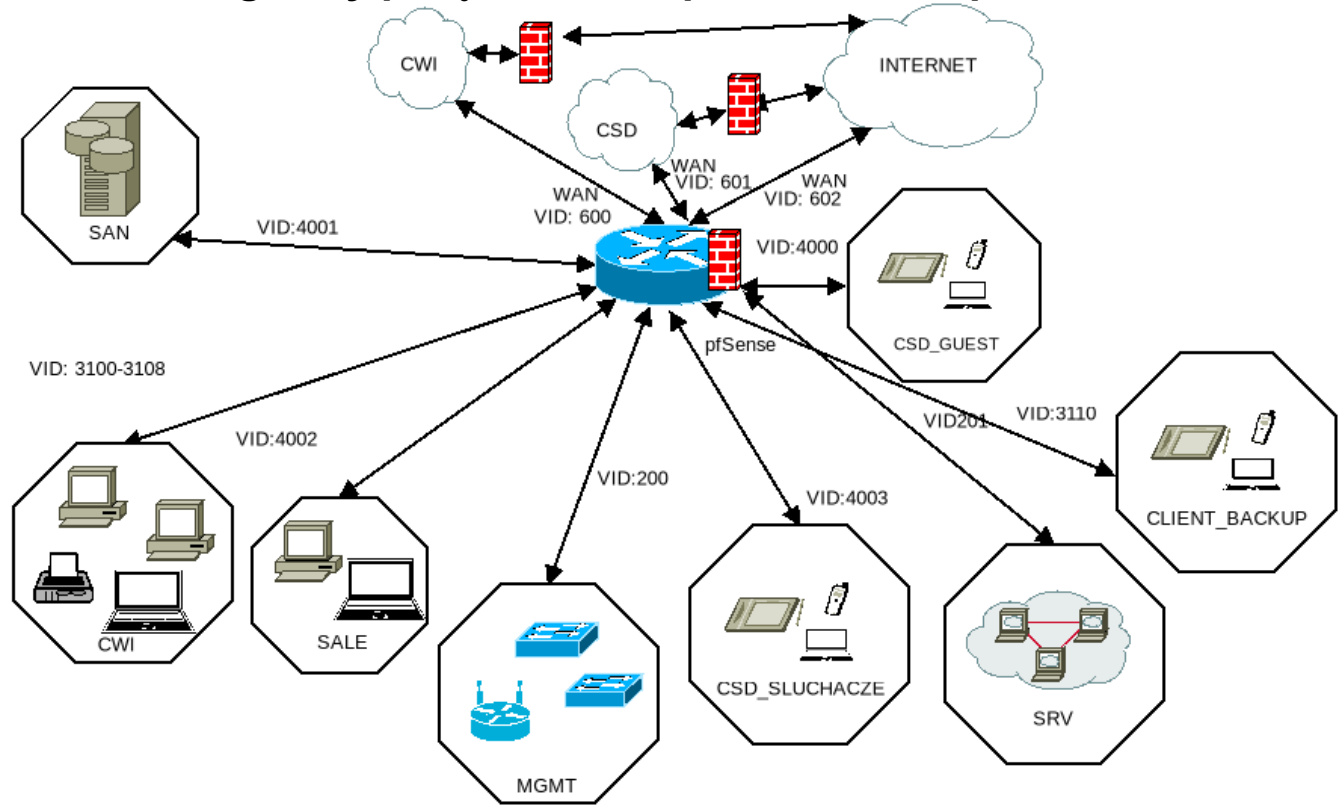 CWI
INTERNET
CSD
WAN
VID: 601
WAN
VID: 602
WAN
VID: 600
SAN
VID:4001
VID:4000
CSD_GUEST
pfSense
VID: 3100-3108
VID:4002
VID201
VID:3110
VID:200
VID:4003
CLIENT_BACKUP
CWI
SALE
CSD_SLUCHACZE
SRV
MGMT